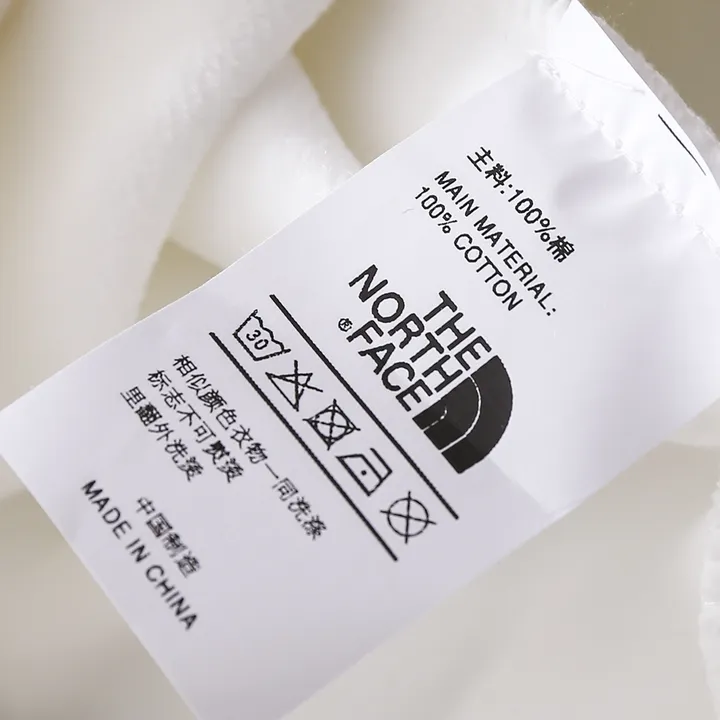 主料:100%棉
MAIN MATERIAL:
100% COTTON
THE
NORTH
FACE
®
30
相似颜色衣物一同洗涤
标志不可熨烫
里翻外洗涤
中国制造
MADE IN CHINA